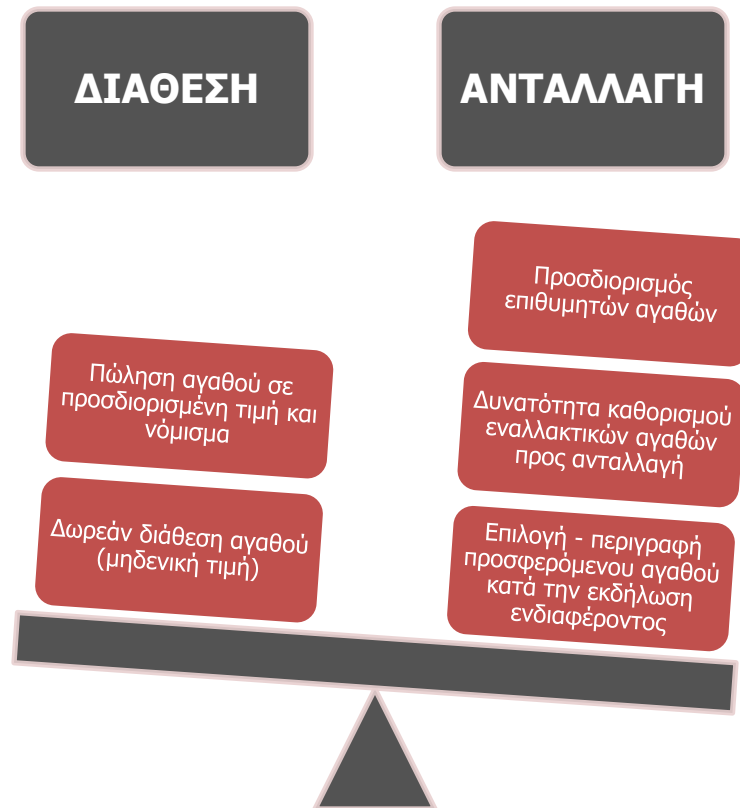 ΔΙΑΘΕΣΗ
ΑΝΤΑΛΛΑΓΗ
Πώληση αγαθού σε
προσδιορισμένη τιμή και
νόμισμα
Δωρεάν διάθεση αγαθού
(μηδενική τιμή)
Προσδιορισμός
επιθυμητών αγαθών
Δυνατότητα καθορισμού
εναλλακτικών αγαθών
προς ανταλλαγή
Επιλογή - περιγραφή
προσφερόμενου αγαθού
κατά την εκδήλωση
ενδιαφέροντος